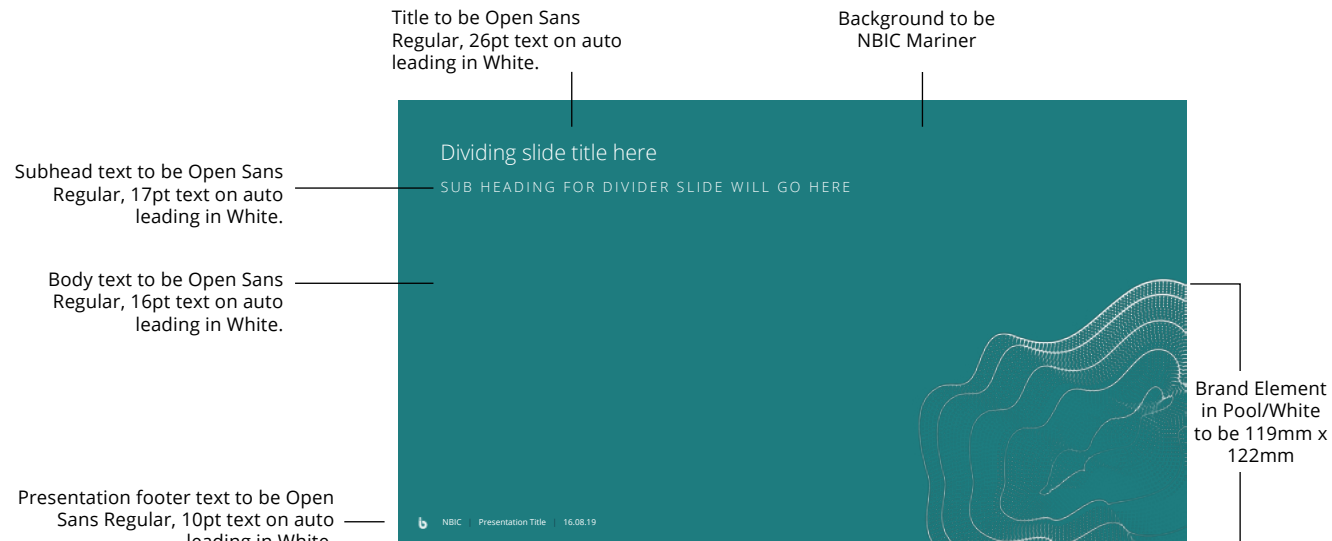 Title to be Open Sans
Regular, 26pt text on auto
leading in White.
Background to be
NBIC Mariner
Dividing slide title here
Subhead text to be Open Sans
Regular, 17pt text on auto
leading in White.
SUB HEADING FOR DIVIDER SLIDE WILL GO HERE
Body text to be Open Sans
Regular, 16pt text on auto
leading in White.
Brand Element
in Pool/White
to be 119mm x
122mm
Presentation footer text to be Open
Sans Regular, 10pt text on auto
leading in White.
NBIC | Presentation Title | 16.08.19